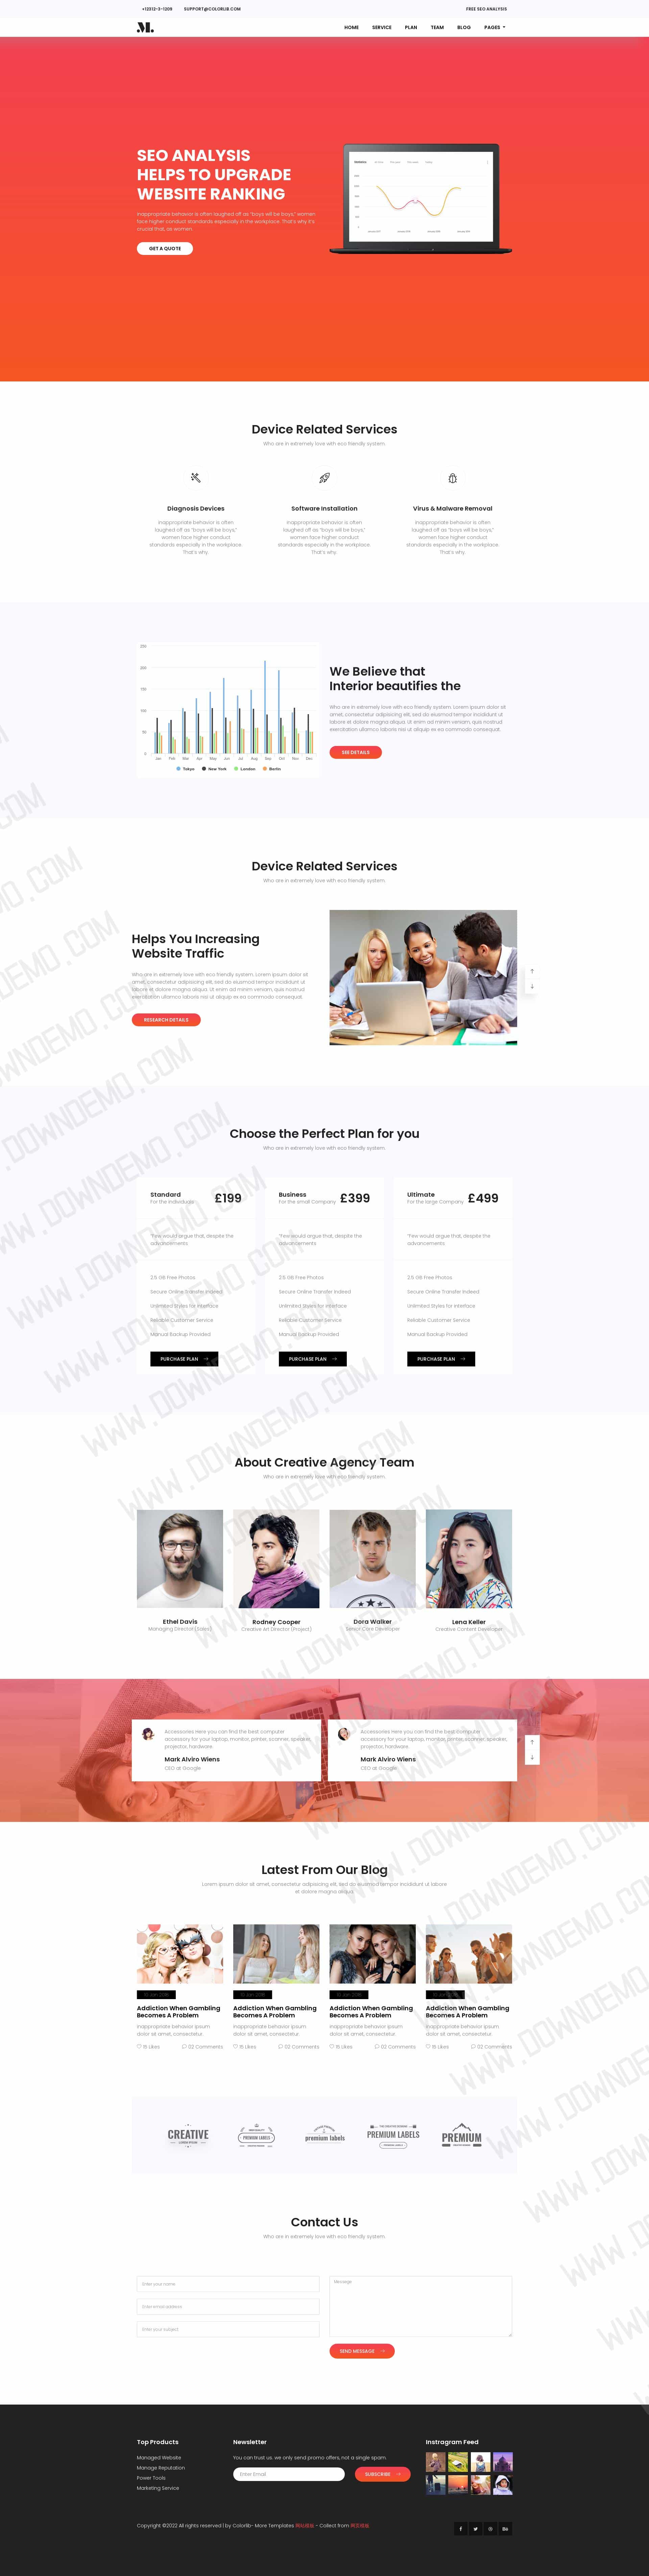 +12312-3-1209 SUPPORT@COLORLIB.COM FREE SEO ANALYSIS
.ML. HOME SERVICE PLAN TEAM BLOG PAGES
SEO ANALYSIS
HELPS TO UPGRADE
WEBSITE RANKING
Inappropriate behavior is often laughed off as "boys will be boys," women
face higher conduct standards especially in the workplace. That's why it's
crucial that, as women.
GET A QUOTE
Device Related Services
Who are in extremely love with eco friendly system.
Diagnosis Devices
Inappropriate behavior is often
laughed off as "boys will be boys,"
women face higher conduct
standards especially in the workplace.
That's why.
Software Installation
Inappropriate behavior is often
laughed off as "boys will be boys,"
women face higher conduct
standards especially in the workplace.
That's why.
Virus & Malware Removal
Inappropriate behavior is often
laughed off as "boys will be boys,"
women face higher conduct
standards especially in the workplace.
That's why.
250
200
150
100
50
0
Jan Feb Mar Apr May Jun Jul Aug Sep Oct Nov Dec
Tokyo New York London Berlin
We Believe that
Interior beautifies the
Who are in extremely love with eco friendly system. Lorem ipsum dolor sit
amet, consectetur adipisicing elit, sed do eiusmod tempor incididunt ut
labore et dolore magna aliqua. Ut enim ad minim veniam, quis nostrud
exercitation ullamco laboris nisi ut aliquip ex ea commodo consequat.
SEE DETAILS
Device Related Services
Who are in extremely love with eco friendly system.
Helps You Increasing
Website Traffic
Who are in extremely love with eco friendly system. Lorem ipsum dolor sit
amet, consectetur adipisicing elit, sed do eiusmod tempor incididunt ut
labore et dolore magna aliqua. Ut enim ad minim veniam, quis nostrud
exercitation ullamco laboris nisi ut aliquip ex ea commodo consequat.
RESEARCH DETAILS
Choose the Perfect Plan for you
Who are in extremely love with eco friendly system.
Standard
For the individuals
£199
"Few would argue that, despite the
advancements
2.5 GB Free Photos
Secure Online Transfer Indeed
Unlimited Styles for interface
Reliable Customer Service
Manual Backup Provided
PURCHASE PLAN
Business
For the small Company
£399
"Few would argue that, despite the
advancements
2.5 GB Free Photos
Secure Online Transfer Indeed
Unlimited Styles for interface
Reliable Customer Service
Manual Backup Provided
PURCHASE PLAN
Ultimate
For the large Company
£499
"Few would argue that, despite the
advancements
2.5 GB Free Photos
Secure Online Transfer Indeed
Unlimited Styles for interface
Reliable Customer Service
Manual Backup Provided
PURCHASE PLAN
About Creative Agency Team
Who are in extremely love with eco friendly system.
Ethel Davis
Managing Director (Sales)
Rodney Cooper
Creative Art Director (Project)
Dora Walker
Senior Core Developer
Lena Keller
Creative Content Developer
Accessories Here you can find the best computer
accessory for your laptop, monitor, printer, scanner, speaker,
projector, hardware.
Mark Alviro Wiens
CEO at Google
Accessories Here you can find the best computer
accessory for your laptop, monitor, printer, scanner, speaker,
projector, hardware.
Mark Alviro Wiens
CEO at Google
Latest From Our Blog
Lorem ipsum dolor sit amet, consectetur adipisicing elit, sed do eiusmod tempor incididunt ut labore
et dolore magna aliqua.
Addiction When Gambling
Becomes A Problem
inappropriate behavior ipsum
dolor sit amet, consectetur.
15 Likes 02 Comments
Addiction When Gambling
Becomes A Problem
inappropriate behavior ipsum
dolor sit amet, consectetur.
15 Likes 02 Comments
Addiction When Gambling
Becomes A Problem
inappropriate behavior ipsum
dolor sit amet, consectetur.
15 Likes 02 Comments
Addiction When Gambling
Becomes A Problem
inappropriate behavior ipsum
dolor sit amet, consectetur.
15 Likes 02 Comments
CREATIVE
PREMIUM LABELS
premium labels
PREMIUM LABELS
PREMIUM
Contact Us
Who are in extremely love with eco friendly system.
Enter your name
Enter email address
Enter your subject
Message
SEND MESSAGE
Top Products
Managed Website
Manage Reputation
Power Tools
Marketing Service
Newsletter
You can trust us. we only send promo offers, not a single spam.
Enter Email
SUBSCRIBE
Instragram Feed
Copyright ©2022 All rights reserved | by Colorlib- More Templates 网站模板 - Collect from 网页模板
WWW.DOWNDEMO.COM